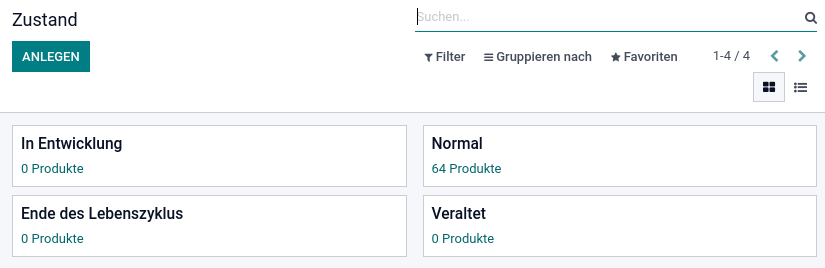 Zustand
Suchen...
ANLEGEN
Filter
Gruppieren nach
Favoriten
1-4 / 4
In Entwicklung
0 Produkte
Normal
64 Produkte
Ende des Lebenszyklus
0 Produkte
Veraltet
0 Produkte